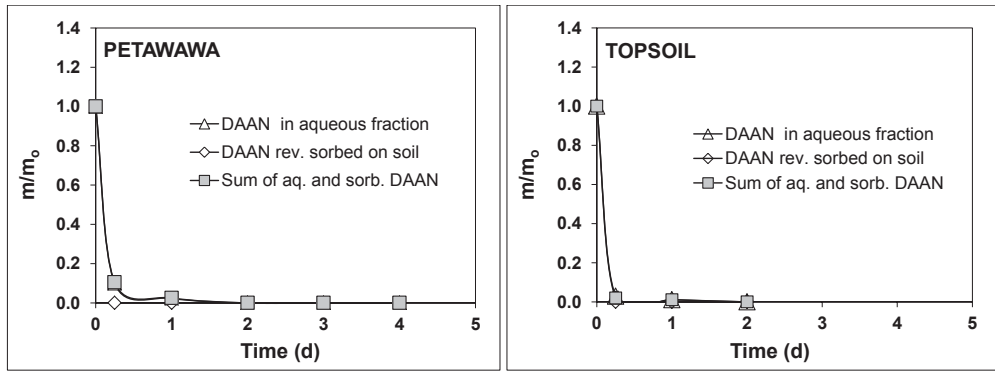 PETAWAWA
1.4
1.2
1.0
0.8
0.6
0.4
0.2
0.0
m/mo
DAAN in aqueous fraction
DAAN rev. sorbed on soil
Sum of aq. and sorb. DAAN
0 1 2 3 4 5
Time (d)
TOPSOIL
1.4
1.2
1.0
0.8
0.6
0.4
0.2
0.0
m/mo
DAAN in aqueous fraction
DAAN rev. sorbed on soil
Sum of aq. and sorb. DAAN
0 1 2 3 4 5
Time (d)